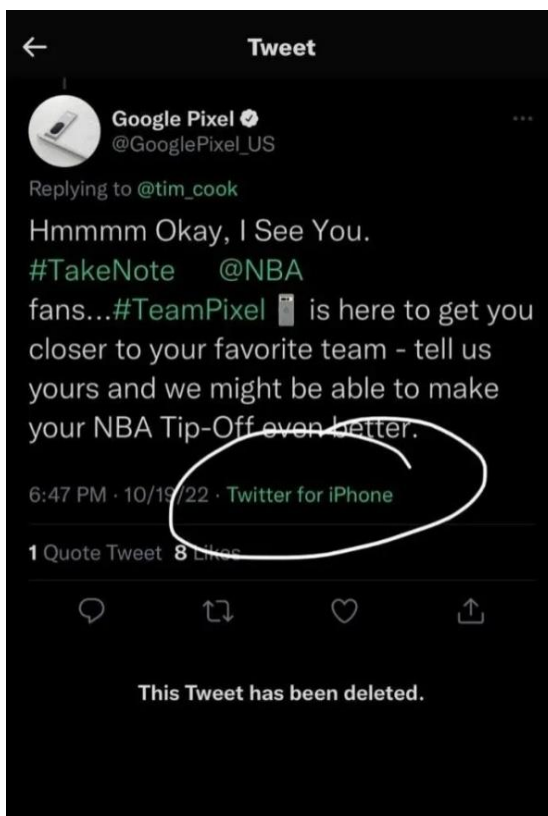 Tweet
Google Pixel
@GooglePixel_US
Replying to @tim_cook
Hmmmm Okay, I See You.
#TakeNote @NBA
fans...#TeamPixel is here to get you
closer to your favorite team - tell us
yours and we might be able to make
your NBA Tip-Off even better.
6:47 PM · 10/19/22 · Twitter for iPhone
1 Quote Tweet 8 Likes
This Tweet has been deleted.